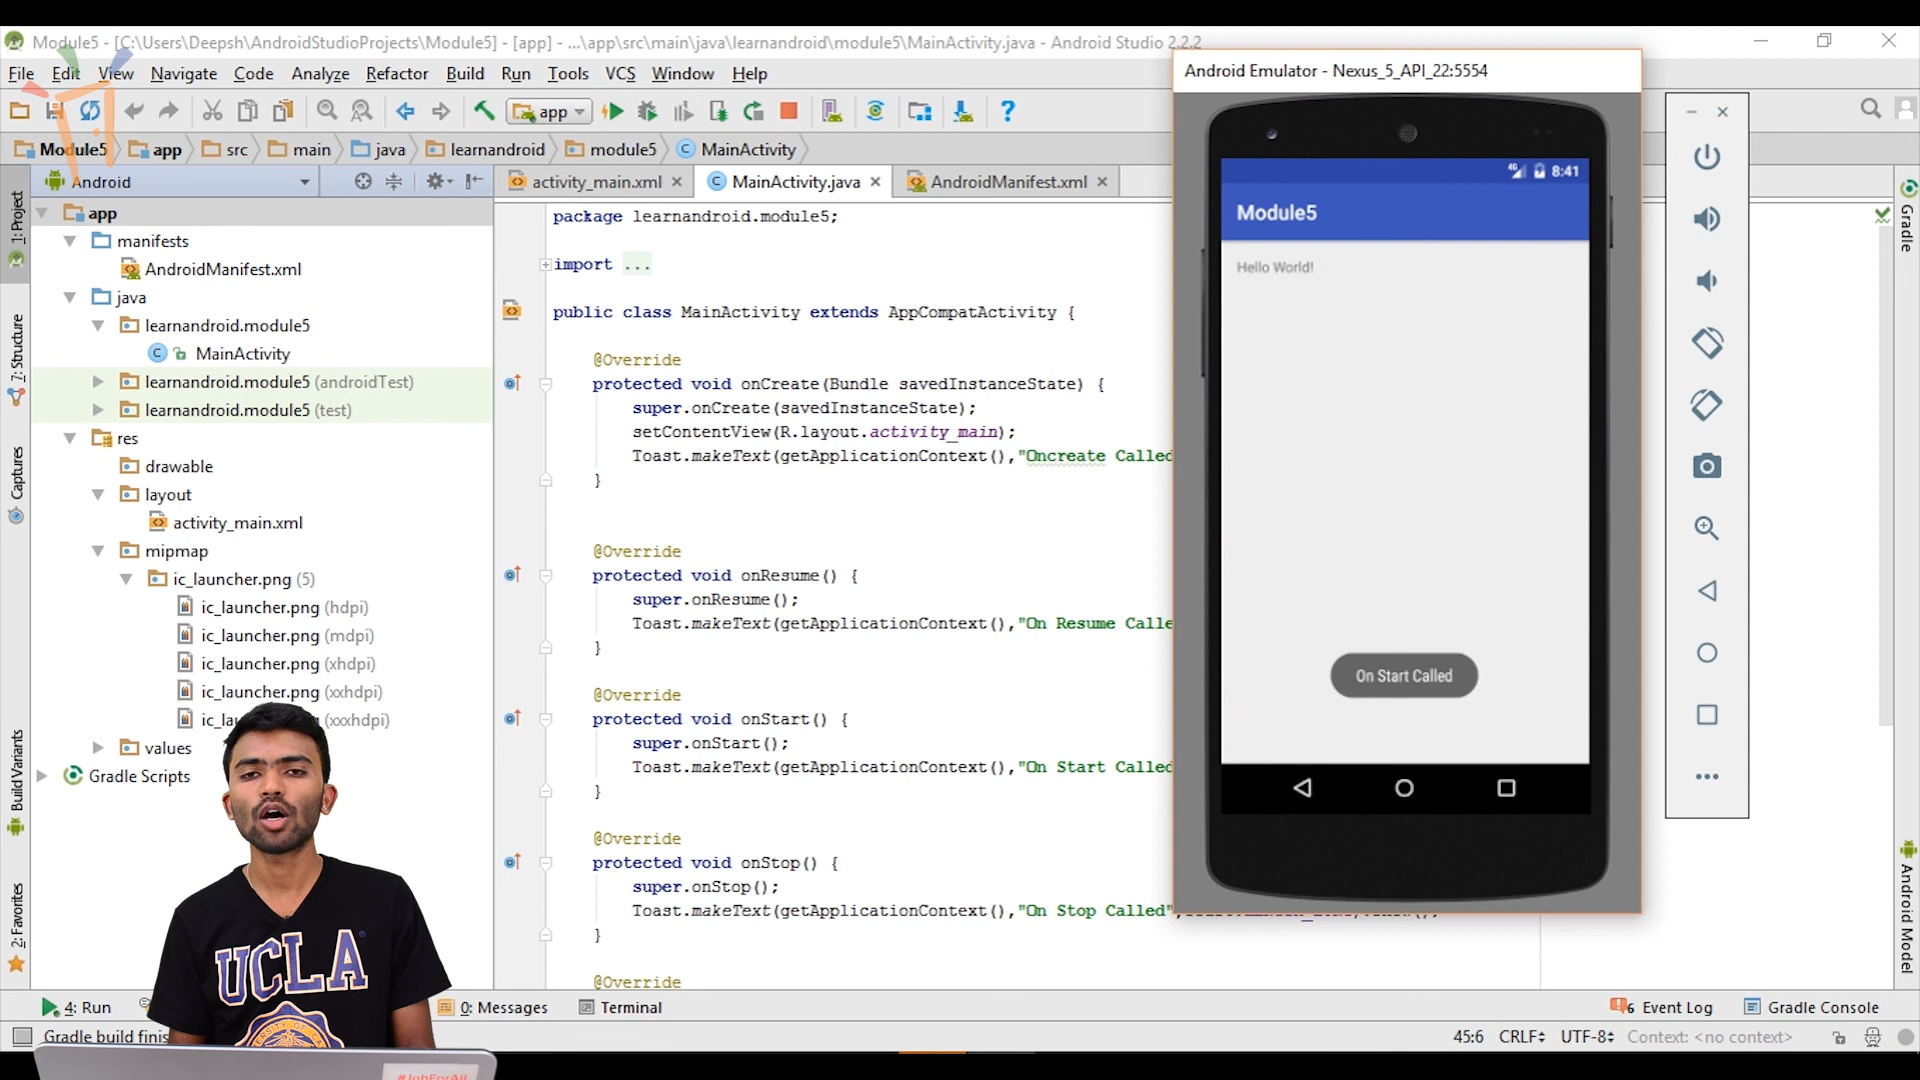 Module5 - [C:\Users\Deepsh\AndroidStudioProjects\Module5] - [app] - ...\app\src\main\java\learnandroid\module5\MainActivity.java - Android Studio 2.2.2
File Edit View Navigate Code Analyze Refactor Build Run Tools VCS Window Help
app
Module5 app src main java learnandroid module5 MainActivity
Android
activity_main.xml MainActivity.java AndroidManifest.xml
1: Project
7: Structure
Captures
Build Variants
2: Favorites
app
manifests
AndroidManifest.xml
java
learnandroid.module5
MainActivity
learnandroid.module5 (androidTest)
learnandroid.module5 (test)
res
drawable
layout
activity_main.xml
mipmap
ic_launcher.png (5)
ic_launcher.png (hdpi)
ic_launcher.png (mdpi)
ic_launcher.png (xhdpi)
ic_launcher.png (xxhdpi)
(xxxhdpi)
values
Gradle Scripts
package learnandroid.module5;
import ...
public class MainActivity extends AppCompatActivity {
@Override
protected void onCreate(Bundle savedInstanceState) {
super.onCreate(savedInstanceState);
setContentView(R.layout.activity_main);
Toast.makeText(getApplicationContext(),"Oncreate Called
}
@Override
protected void onResume() {
super.onResume();
Toast.makeText(getApplicationContext(),"On Resume Calle
}
@Override
protected void onStart() {
super.onStart();
Toast.makeText(getApplicationContext(),"On Start Called
}
@Override
protected void onStop() {
super.onStop();
Toast.makeText(getApplicationContext(),"On Stop Called"
}
@Override
Android Emulator - Nexus_5_API_22:5554
8:41
Module5
Hello World!
On Start Called
Gradle
Android Model
UCLA
#JobForAll
4: Run 0: Messages Terminal 6 Event Log Gradle Console
Gradle build finis 45:6 CRLF UTF-8 Context: <no context>